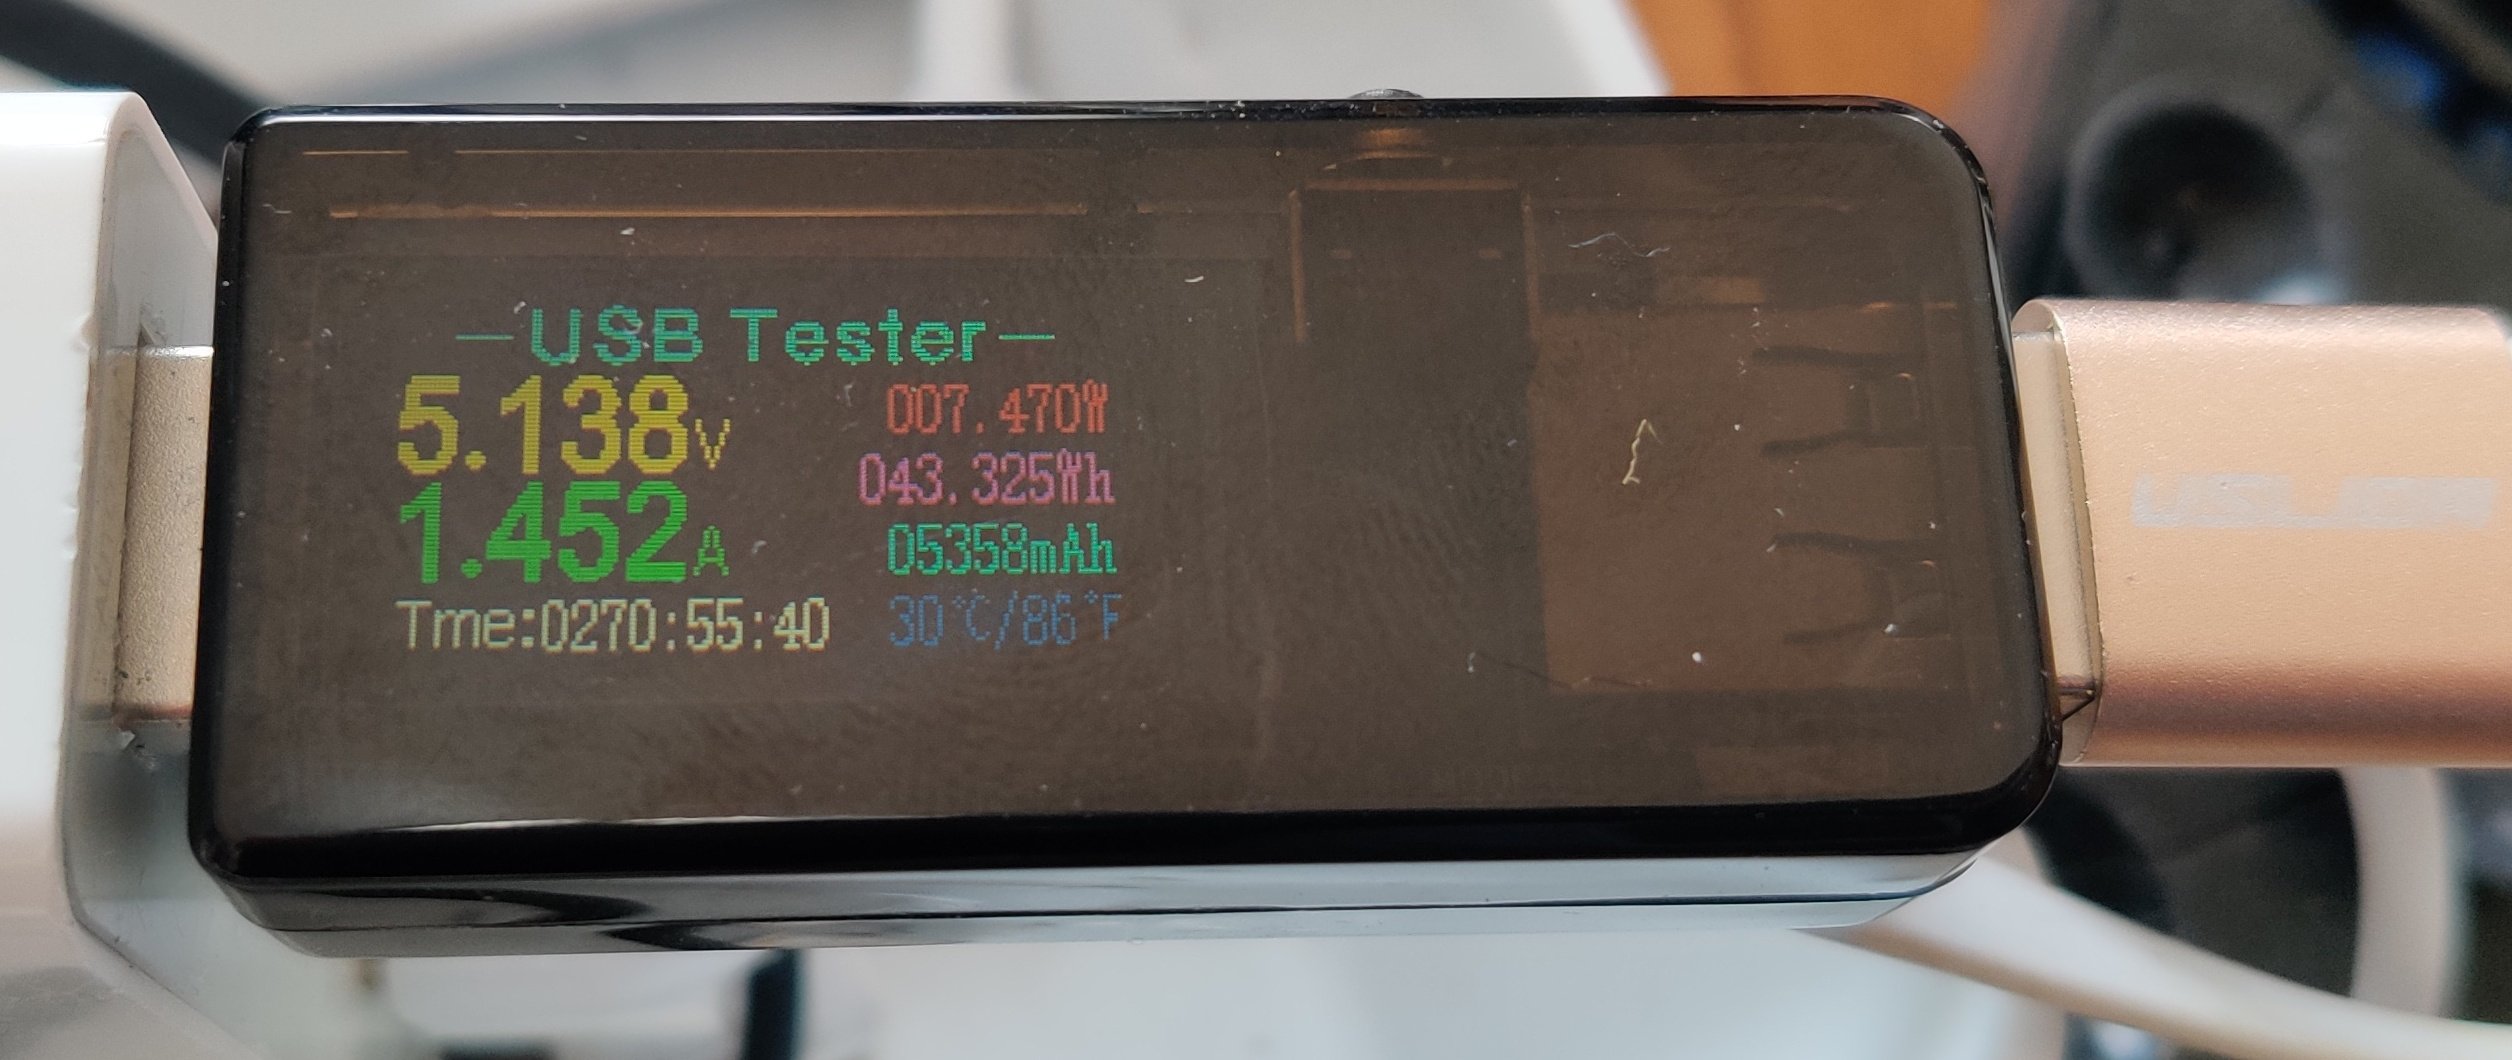 —USB Tester—
5.138V 007.470W
043.325Wh
1.452A 05358mAh
Tme:0270:55:40 30°C/86°F